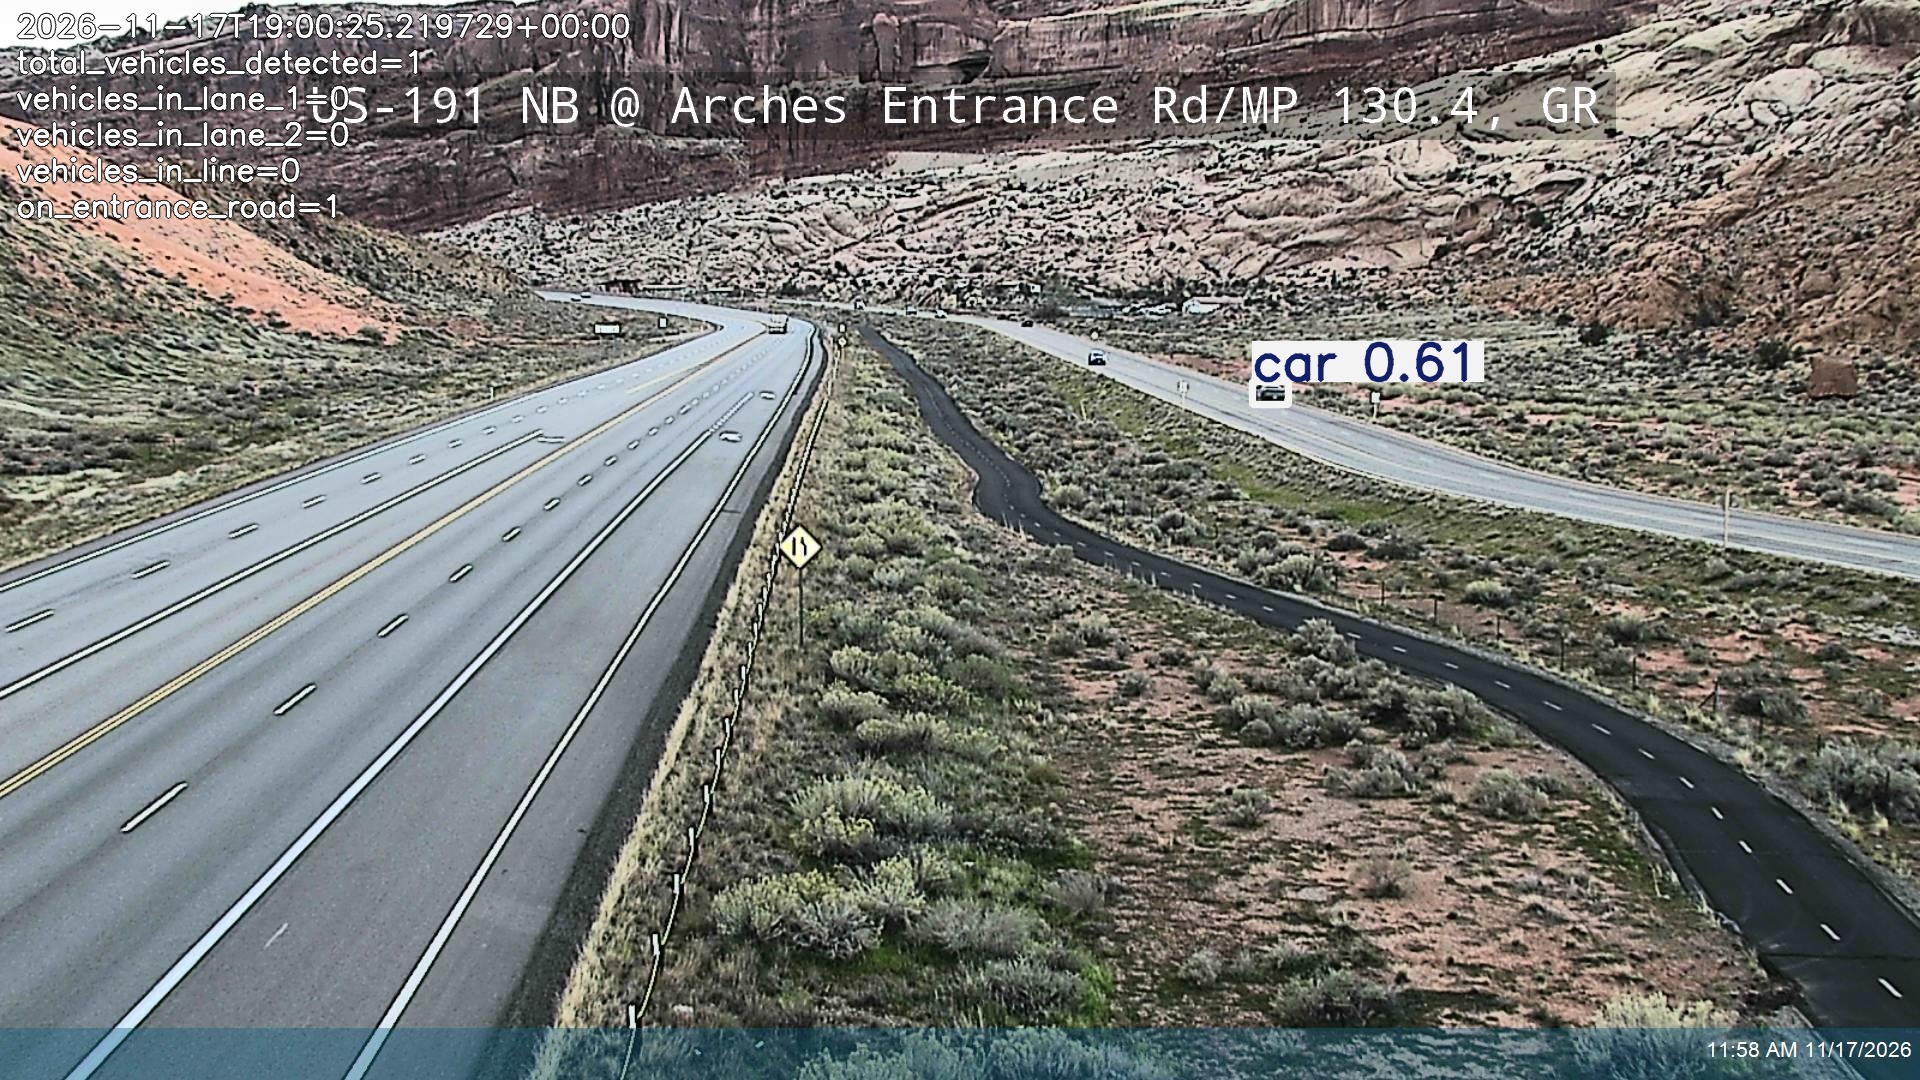 2026-11-17T19:00:25.219729+00:00
total_vehicles_detected=1
vehicles_in_lane_1=0
US-191 NB @ Arches Entrance Rd/MP 130.4, GR
vehicles_in_lane_2=0
vehicles_in_line=0
on_entrance_road=1
car 0.61
11:58 AM 11/17/2026